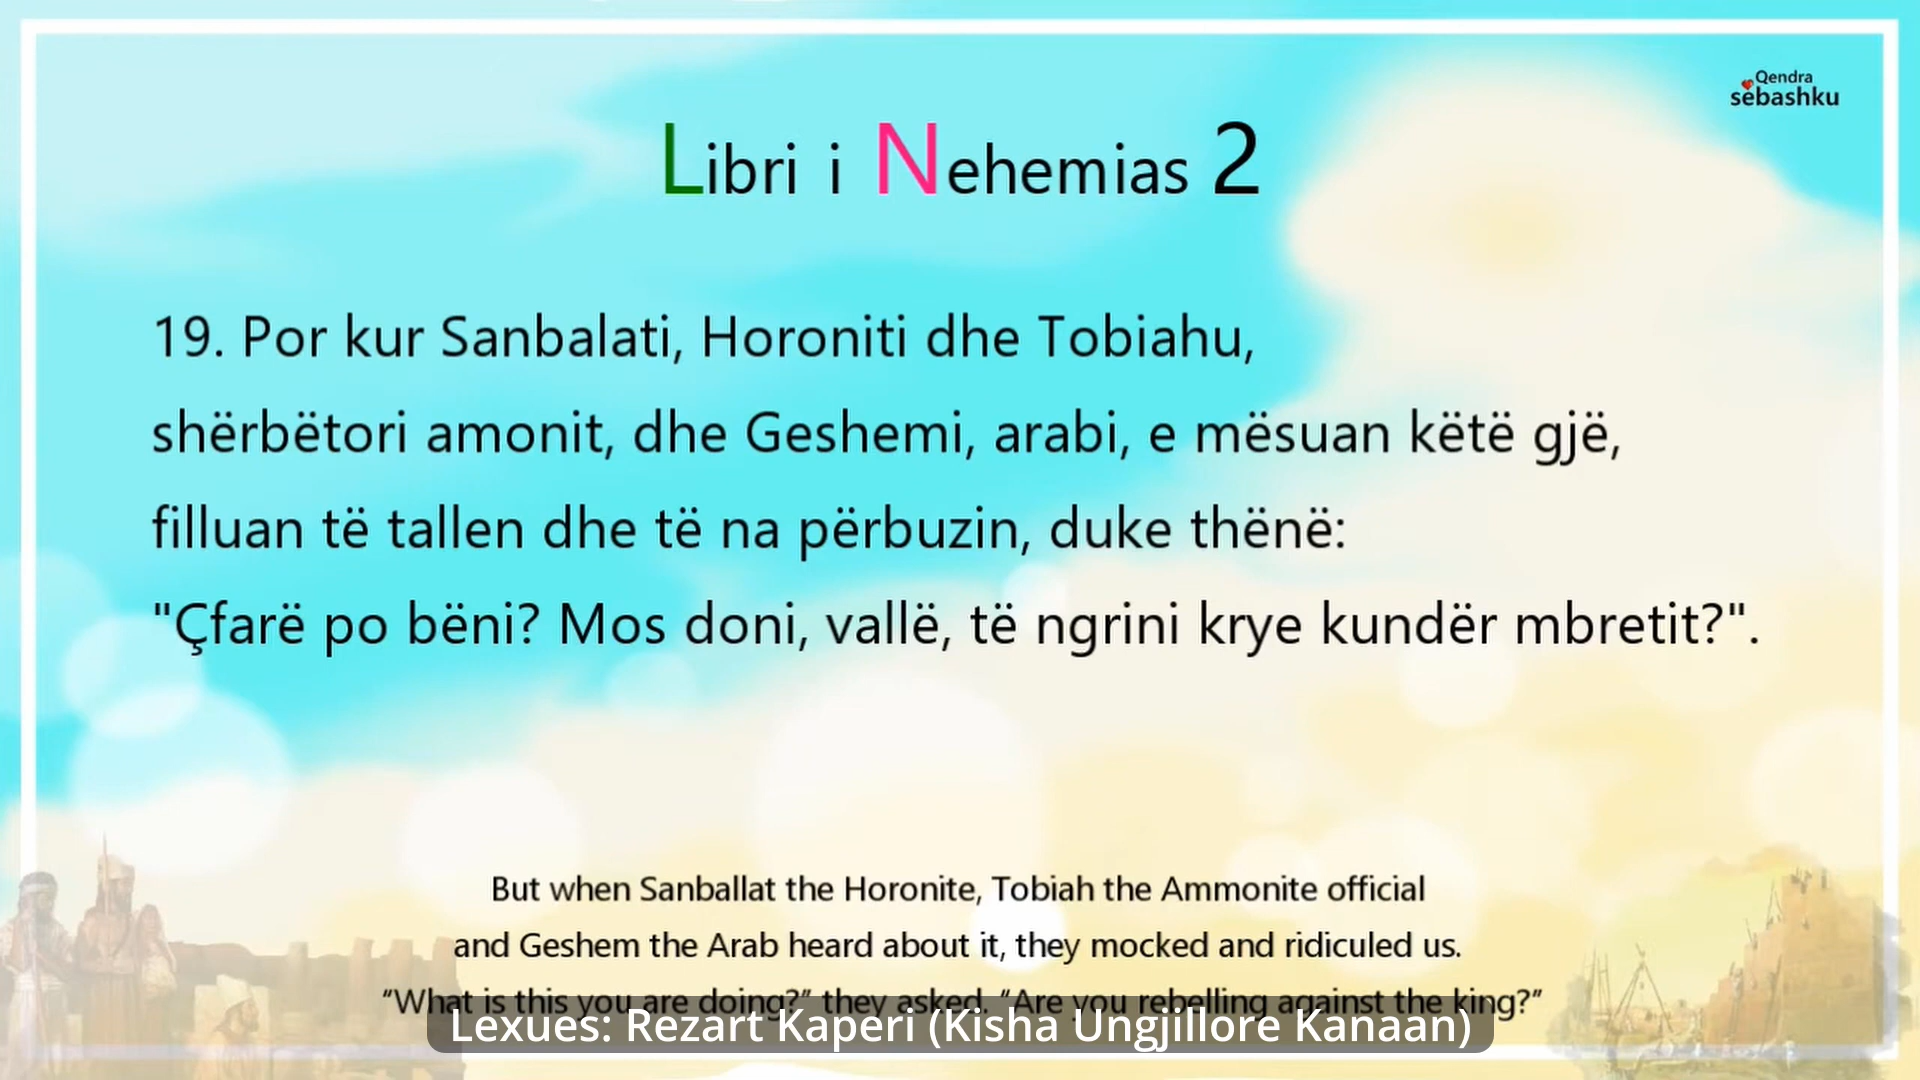 Qendra
sëbashku
Libri i Nehemias 2
19. Por kur Sanbalati, Horoniti dhe Tobiahu,
shërbëtori amonit, dhe Geshemi, arabi, e mësuan këtë gjë,
filluan të tallen dhe të na përbuzin, duke thënë:
"Çfarë po bëni? Mos doni, vallë, të ngrini krye kundër mbretit?".
But when Sanballat the Horonite, Tobiah the Ammonite official
and Geshem the Arab heard about it, they mocked and ridiculed us.
“What is this you are doing?” they asked. “Are you rebelling against the king?”
Lexues: Rezart Kaperi (Kisha Ungjillore Kanaan)